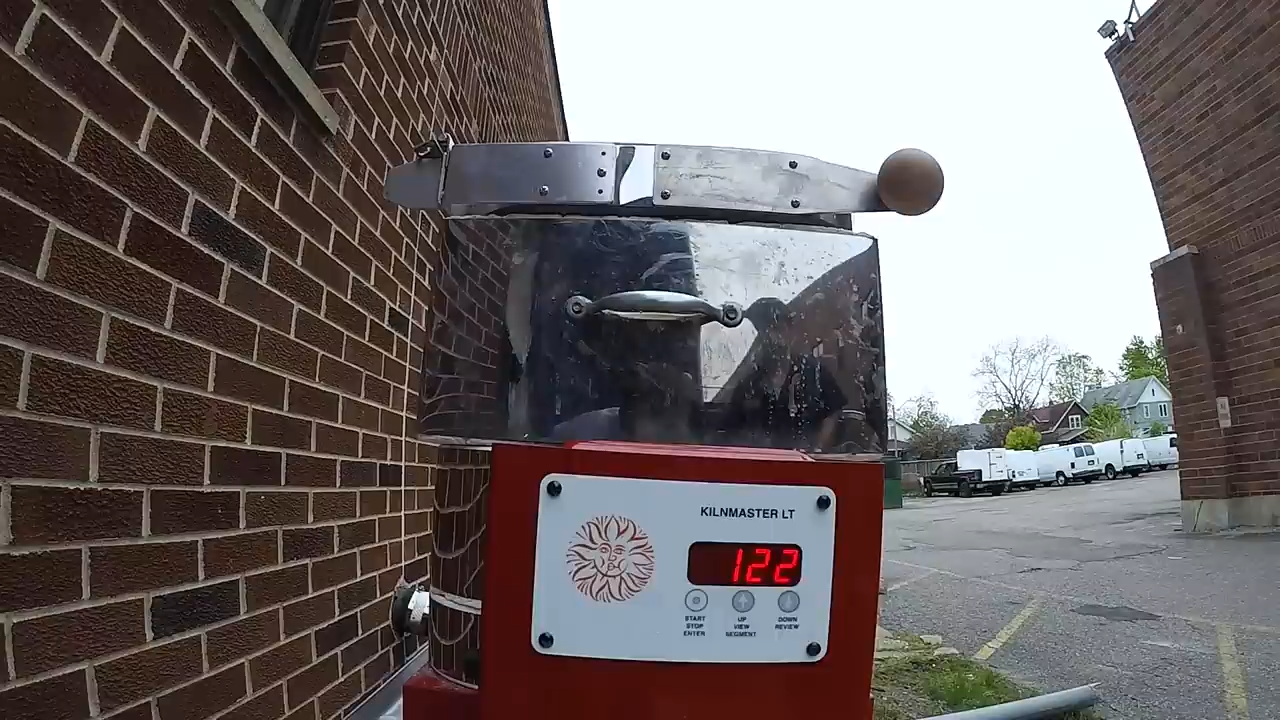 KILNMASTER LT
122
START
STOP
ENTER
UP
VIEW
SEGMENT
DOWN
REVIEW